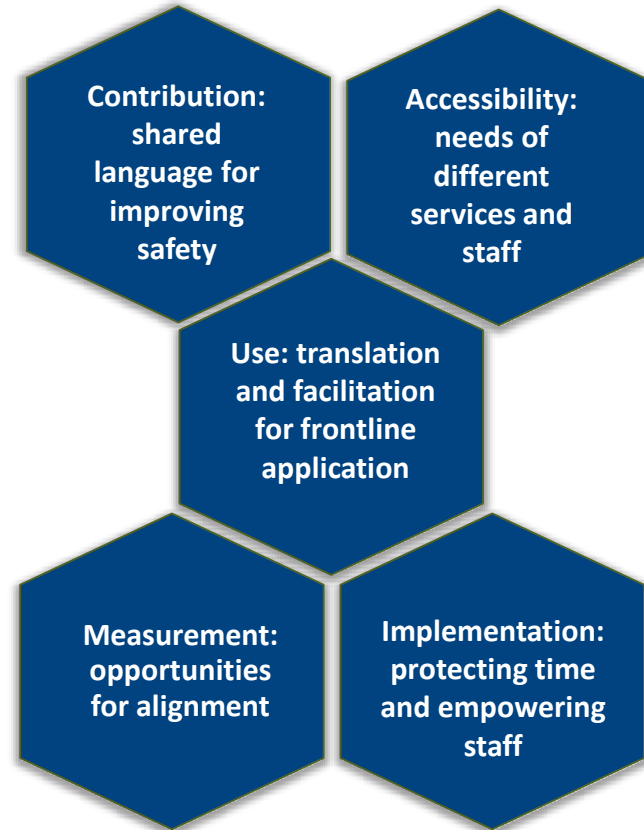 Contribution:
shared
language for
improving
safety
Accessibility:
needs of
different
services and
staff
Use: translation
and facilitation
for frontline
application
Measurement:
opportunities
for alignment
Implementation:
protecting time
and empowering
staff